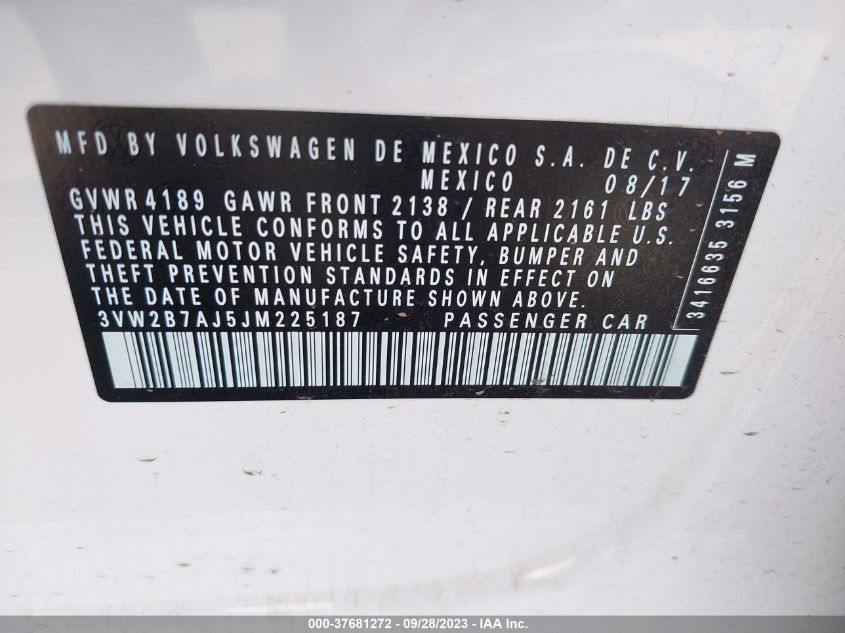 MFD BY VOLKSWAGEN DE MEXICO S.A. DE C.V.
MEXICO 08/17
GVWR 4189 GAWR FRONT 2138 / REAR 2161 LBS
THIS VEHICLE CONFORMS TO ALL APPLICABLE U.S.
FEDERAL MOTOR VEHICLE SAFETY, BUMPER AND
THEFT PREVENTION STANDARDS IN EFFECT ON
THE DATE OF MANUFACTURE SHOWN ABOVE.
3VW2B7AJ5JM225187 PASSENGER CAR
3416635 3156 M
000-37681272 - 09/28/2023 - © IAA Inc.